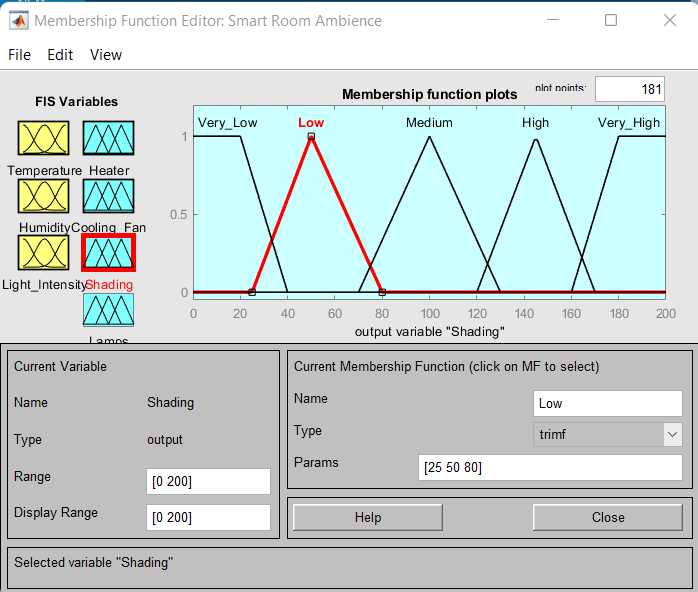 Membership Function Editor: Smart Room Ambience
File Edit View
FIS Variables
Temperature Heater
Humidity Cooling_Fan
Light_Intensity Shading
Lamps
Membership function plots
plot points: 181
Very_Low Low Medium High Very_High
1
0.5
0
0 20 40 60 80 100 120 140 160 180 200
output variable "Shading"
Current Variable
Name Shading
Type output
Range [0 200]
Display Range [0 200]
Current Membership Function (click on MF to select)
Name Low
Type trimf
Params [25 50 80]
Help Close
Selected variable "Shading"